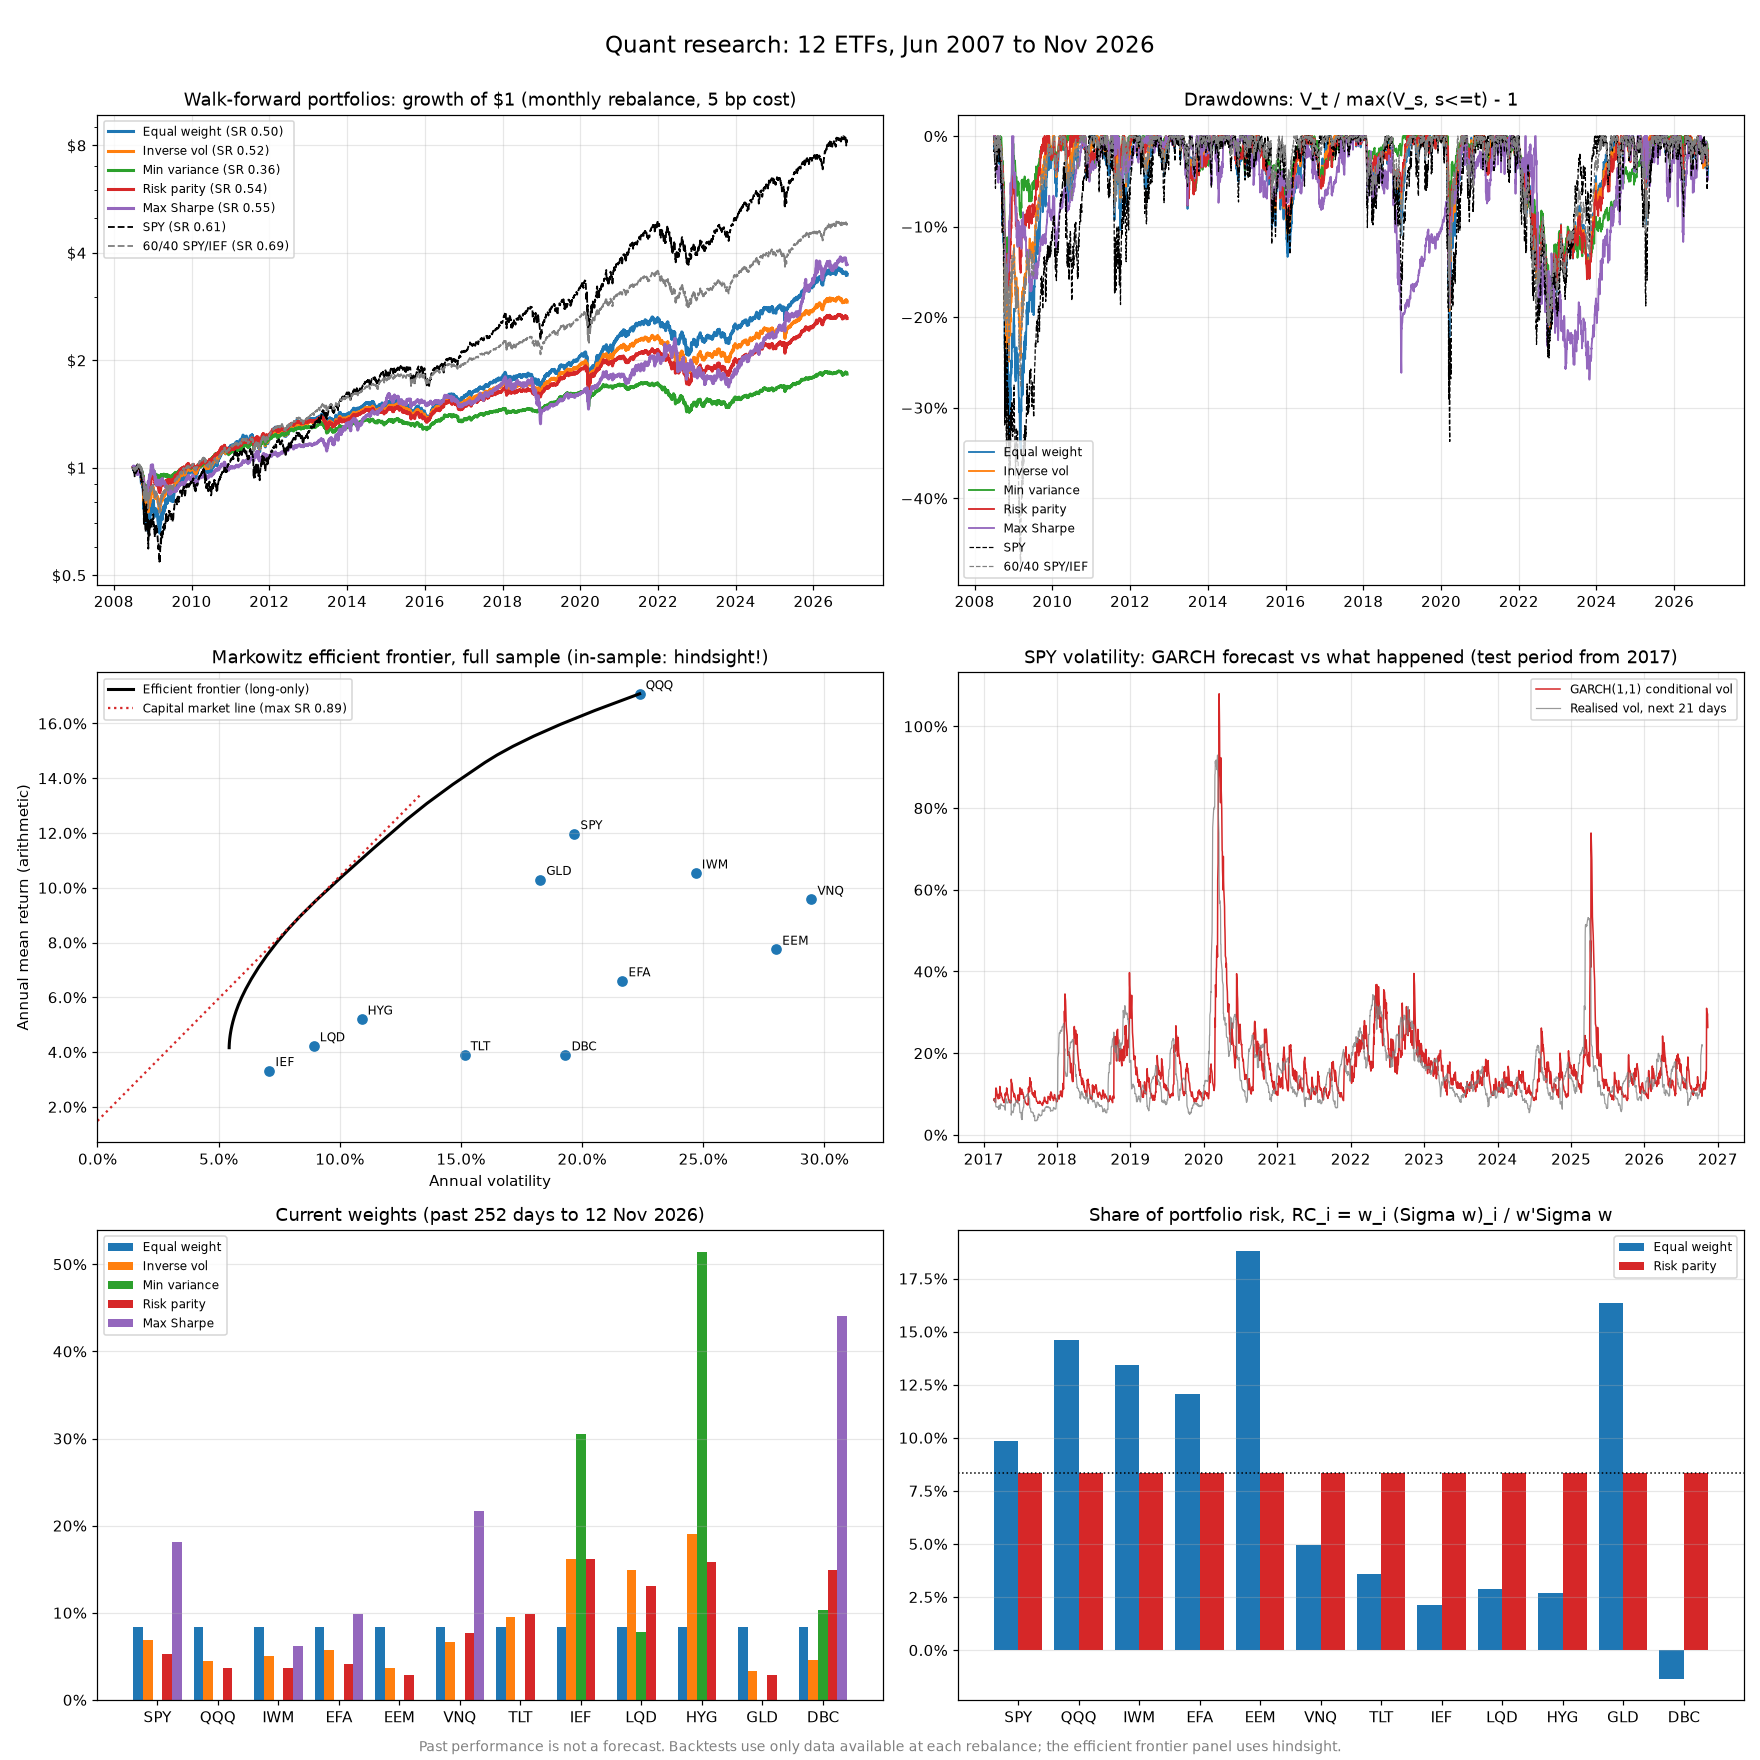 Quant research: 12 ETFs, Jun 2007 to Nov 2026
Walk-forward portfolios: growth of $1 (monthly rebalance, 5 bp cost)
Equal weight (SR 0.50)
Inverse vol (SR 0.52)
Min variance (SR 0.36)
Risk parity (SR 0.54)
Max Sharpe (SR 0.55)
SPY (SR 0.61)
60/40 SPY/IEF (SR 0.69)
$8
$4
$2
$1
$0.5
2008 2010 2012 2014 2016 2018 2020 2022 2024 2026
Drawdowns: V_t / max(V_s, s<=t) - 1
0%
−10%
−20%
−30%
−40%
Equal weight
Inverse vol
Min variance
Risk parity
Max Sharpe
SPY
60/40 SPY/IEF
2008 2010 2012 2014 2016 2018 2020 2022 2024 2026
Markowitz efficient frontier, full sample (in-sample: hindsight!)
Efficient frontier (long-only)
Capital market line (max SR 0.89)
Annual mean return (arithmetic)
16.0%
14.0%
12.0%
10.0%
8.0%
6.0%
4.0%
2.0%
QQQ
SPY
IWM
GLD
VNQ
EEM
EFA
HYG
LQD
TLT
DBC
IEF
0.0% 5.0% 10.0% 15.0% 20.0% 25.0% 30.0%
Annual volatility
SPY volatility: GARCH forecast vs what happened (test period from 2017)
GARCH(1,1) conditional vol
Realised vol, next 21 days
100%
80%
60%
40%
20%
0%
2017 2018 2019 2020 2021 2022 2023 2024 2025 2026 2027
Current weights (past 252 days to 12 Nov 2026)
Equal weight
Inverse vol
Min variance
Risk parity
Max Sharpe
50%
40%
30%
20%
10%
0%
SPY QQQ IWM EFA EEM VNQ TLT IEF LQD HYG GLD DBC
Share of portfolio risk, RC_i = w_i (Sigma w)_i / w'Sigma w
Equal weight
Risk parity
17.5%
15.0%
12.5%
10.0%
7.5%
5.0%
2.5%
0.0%
SPY QQQ IWM EFA EEM VNQ TLT IEF LQD HYG GLD DBC
Past performance is not a forecast. Backtests use only data available at each rebalance; the efficient frontier panel uses hindsight.